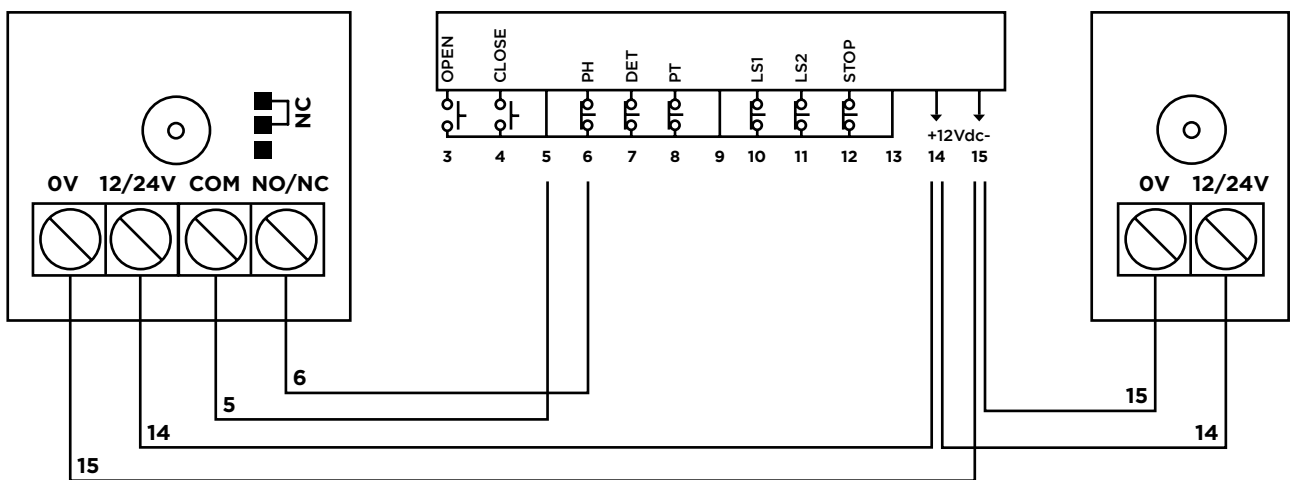 OPEN CLOSE PH DET PT LS1 LS2 STOP
NC
+12Vdc-
3 4 5 6 7 8 9 10 11 12 13 14 15
0V 12/24V COM NO/NC
0V 12/24V
6
5
14
15
15
14